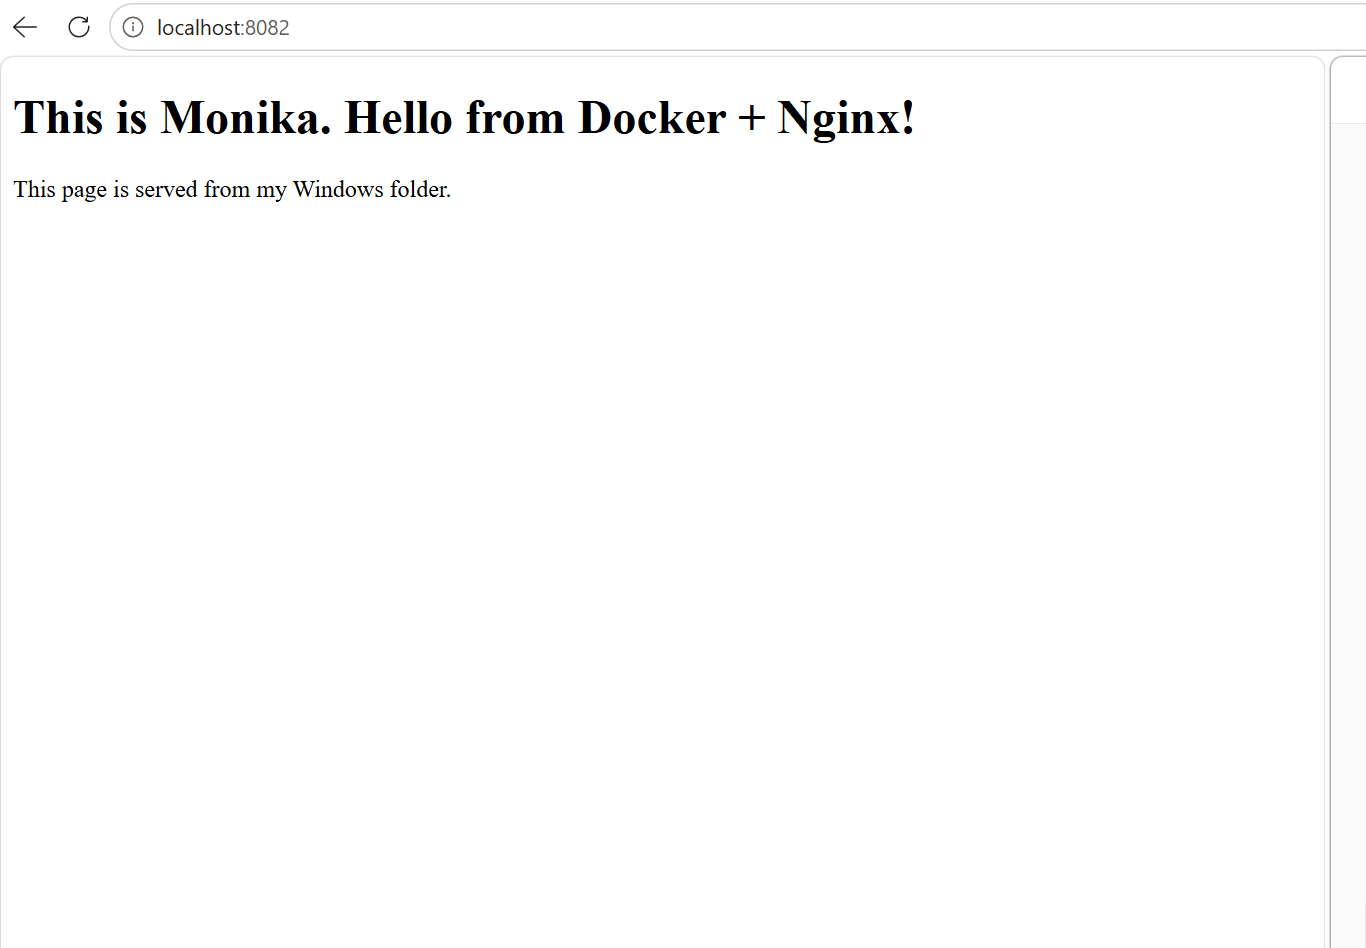 localhost:8082
This is Monika. Hello from Docker + Nginx!
This page is served from my Windows folder.